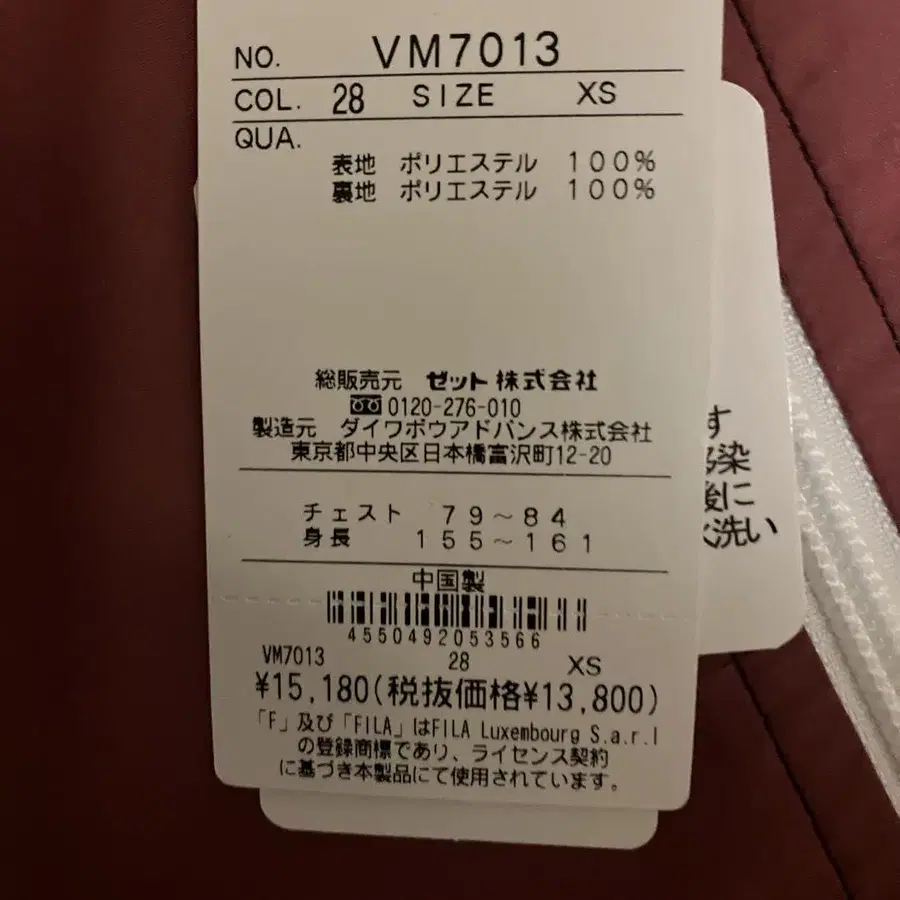 NO. VM7013
COL. 28 SIZE XS
QUA.
表地 ポリエステル 100%
裏地 ポリエステル 100%
総販売元 ゼット株式会社
0120-276-010
製造元 ダイワボウアドバンス株式会社
東京都中央区日本橋富沢町12-20
チェスト 79~84
身長 155~161
中国製
4550492053566
VM7013 28 XS
¥15,180(税抜価格¥13,800)
「F」及び「FILA」はFILA Luxembourg S.a.r.l
の登録商標であり、ライセンス契約
に基づき本製品にて使用されています。
す
染
後に
洗い